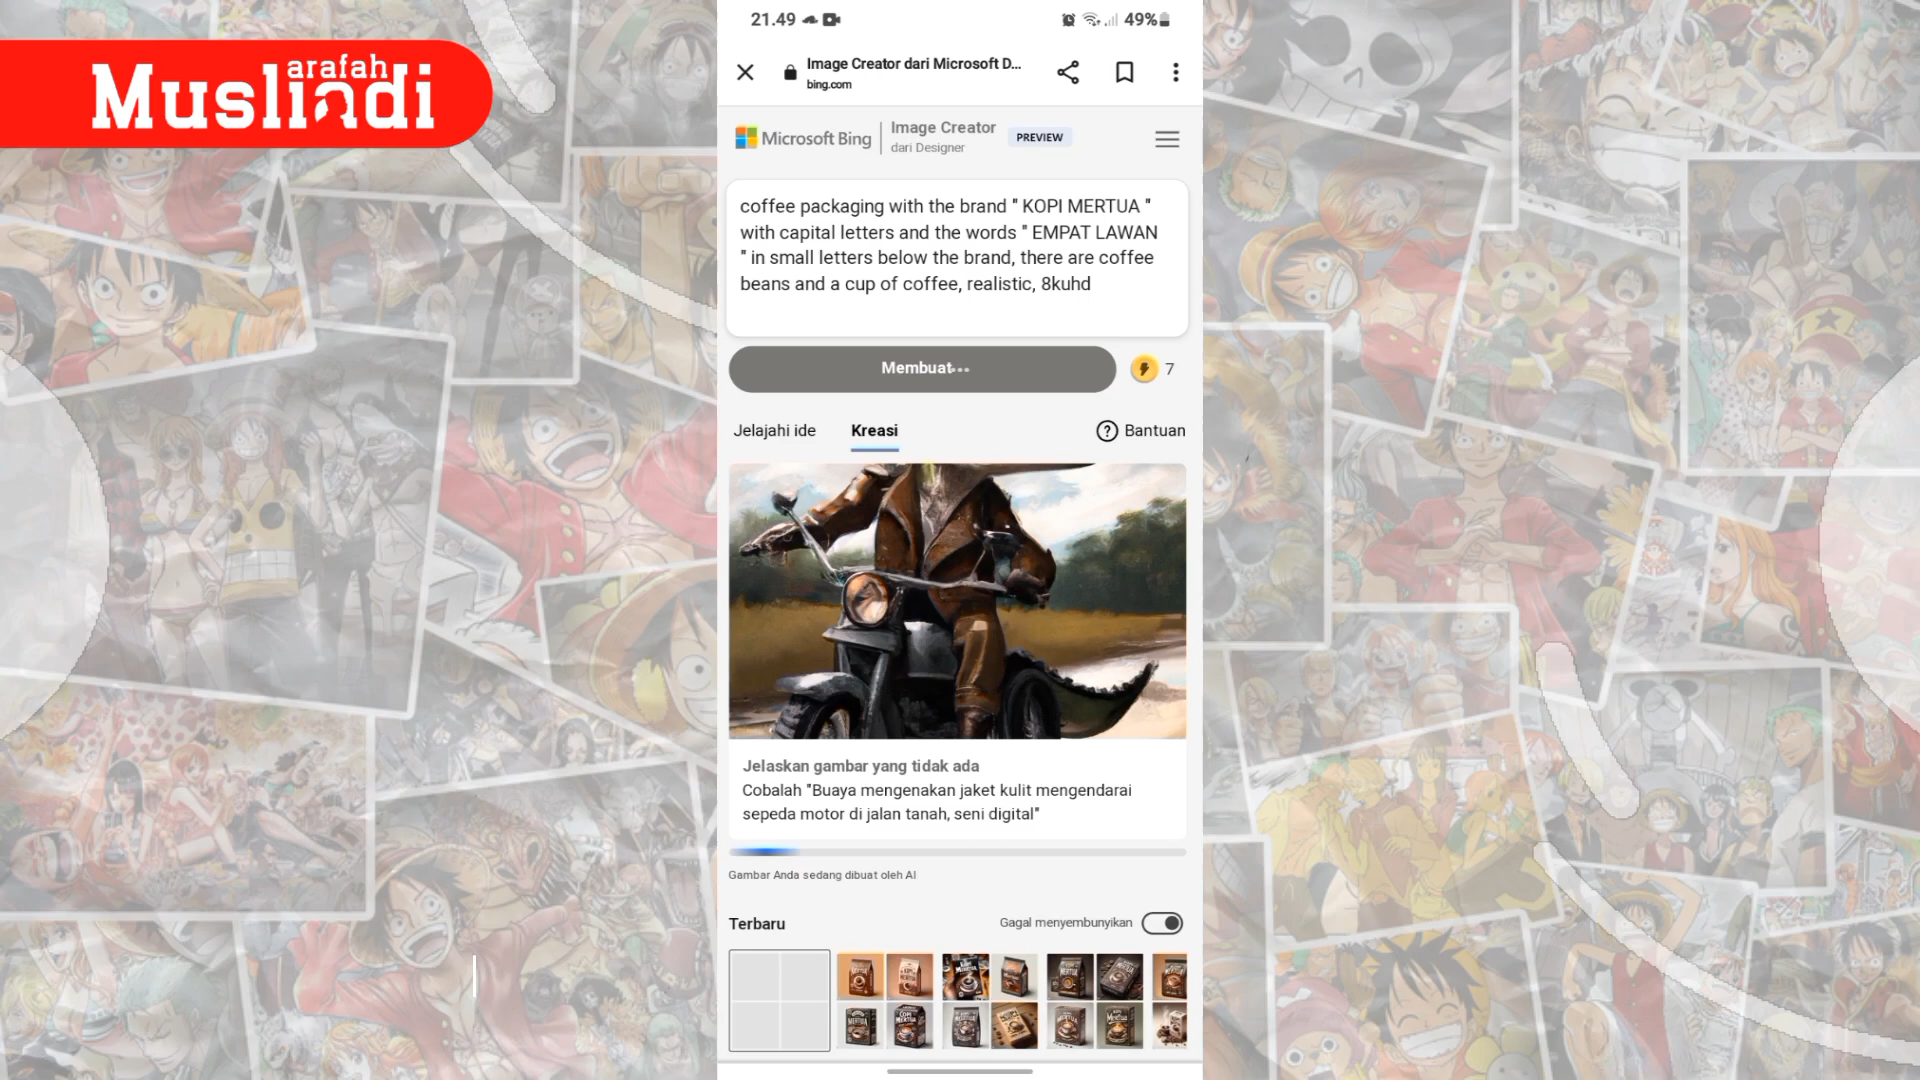 arafah
Muslimdi
21.49
49%
Image Creator dari Microsoft D...
bing.com
Microsoft Bing
Image Creator
dari Designer
PREVIEW
coffee packaging with the brand " KOPI MERTUA "
with capital letters and the words " EMPAT LAWAN
" in small letters below the brand, there are coffee
beans and a cup of coffee, realistic, 8kuhd
Membuat...
7
Jelajahi ide
Kreasi
Bantuan
Jelaskan gambar yang tidak ada
Cobalah "Buaya mengenakan jaket kulit mengendarai
sepeda motor di jalan tanah, seni digital"
Gambar Anda sedang dibuat oleh AI
Terbaru
Gagal menyembunyikan